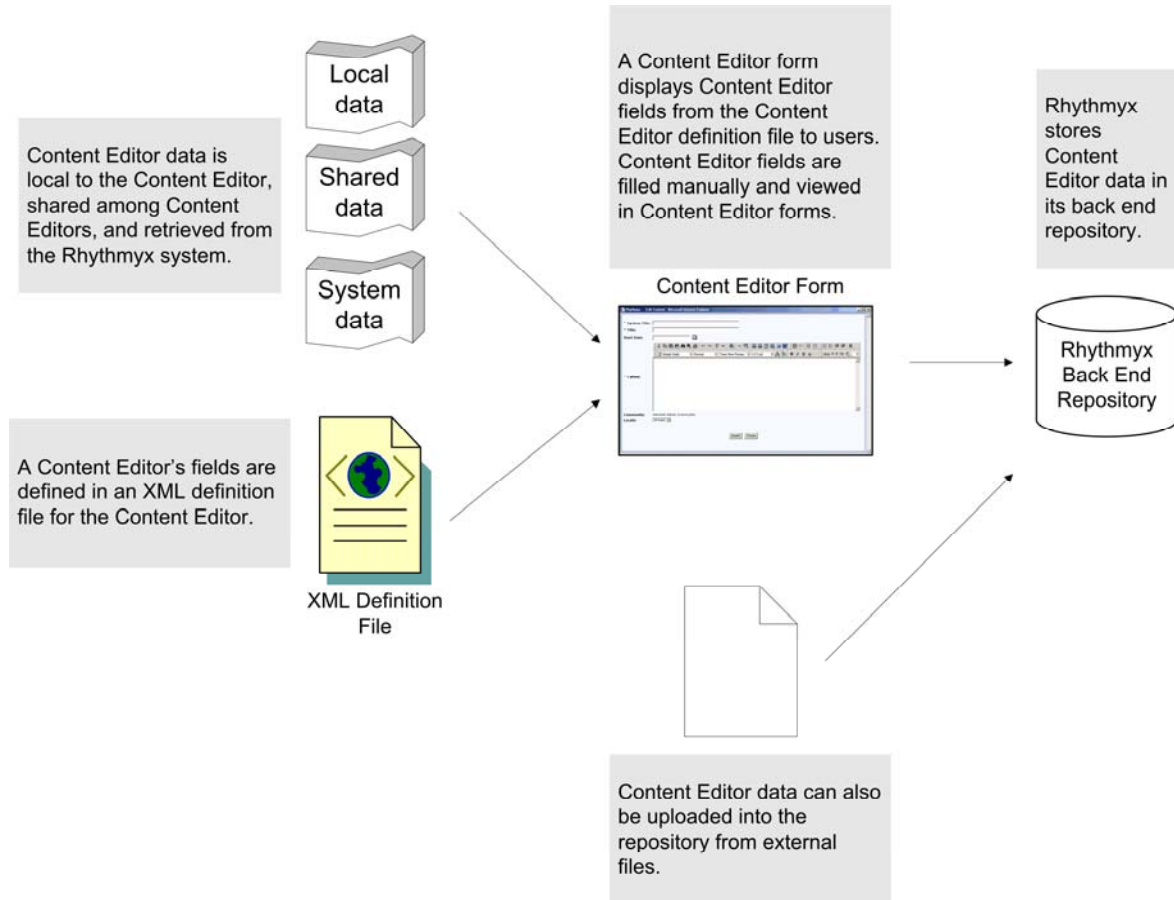 Local
data
Shared
data
System
data
Content Editor data is
local to the Content Editor,
shared among Content
Editors, and retrieved from
the Rhythmyx system.
A Content Editor's fields are
defined in an XML definition
file for the Content Editor.
XML Definition
File
A Content Editor form
displays Content Editor
fields from the Content
Editor definition file to users.
Content Editor fields are
filled manually and viewed
in Content Editor forms.
Content Editor Form
Rhythmyx
stores
Content
Editor data in
its back end
repository.
Rhythmyx
Back End
Repository
Content Editor data can also
be uploaded into the
repository from external
files.